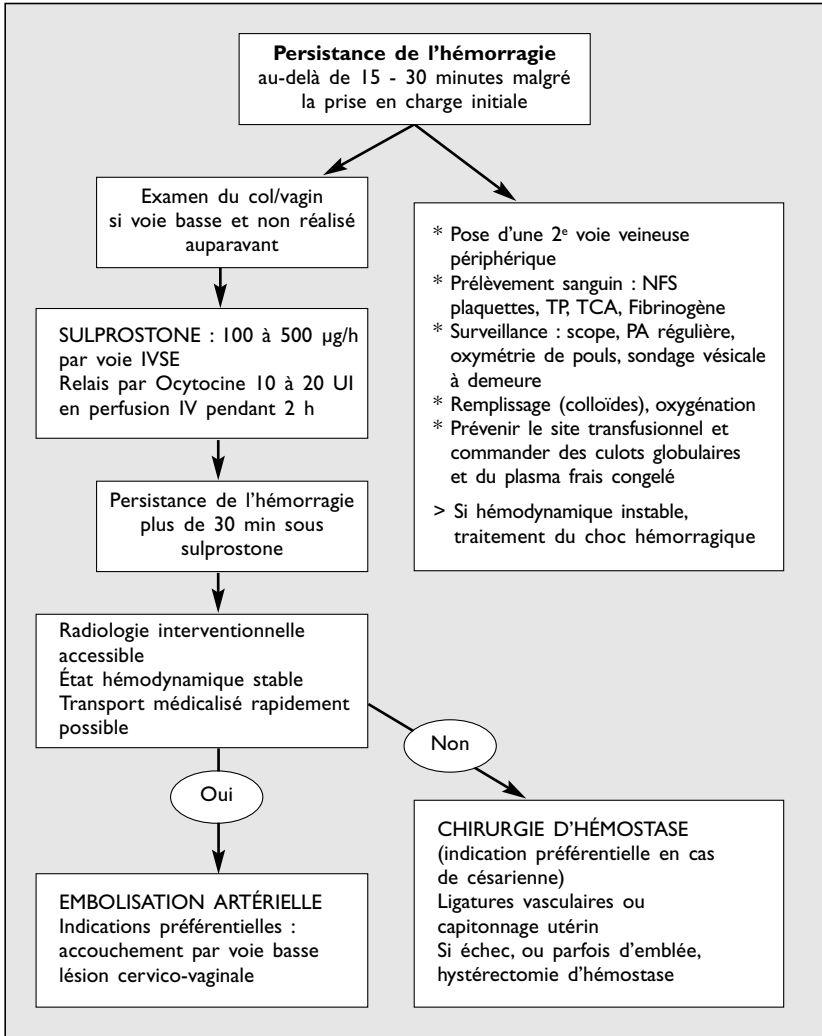 Persistance de l'hémorragie
au-delà de 15 - 30 minutes malgré
la prise en charge initiale
Examen du col/vagin
si voie basse et non réalisé
auparavant
* Pose d'une 2e voie veineuse
périphérique
* Prélèvement sanguin : NFS
plaquettes, TP, TCA, Fibrinogène
* Surveillance : scope, PA régulière,
oxymétrie de pouls, sondage vésicale
à demeure
* Remplissage (colloïdes), oxygénation
* Prévenir le site transfusionnel et
commander des culots globulaires
et du plasma frais congelé
> Si hémodynamique instable,
traitement du choc hémorragique
SULPROSTONE : 100 à 500 µg/h
par voie IVSE
Relais par Ocytocine 10 à 20 UI
en perfusion IV pendant 2 h
Persistance de l'hémorragie
plus de 30 min sous
sulprostone
Radiologie interventionnelle
accessible
État hémodynamique stable
Transport médicalisé rapidement
possible
Non
Oui
EMBOLISATION ARTÉRIELLE
Indications préférentielles :
accouchement par voie basse
lésion cervico-vaginale
CHIRURGIE D'HÉMOSTASE
(indication préférentielle en cas
de césarienne)
Ligatures vasculaires ou
capitonnage utérin
Si échec, ou parfois d'emblée,
hystérectomie d'hémostase